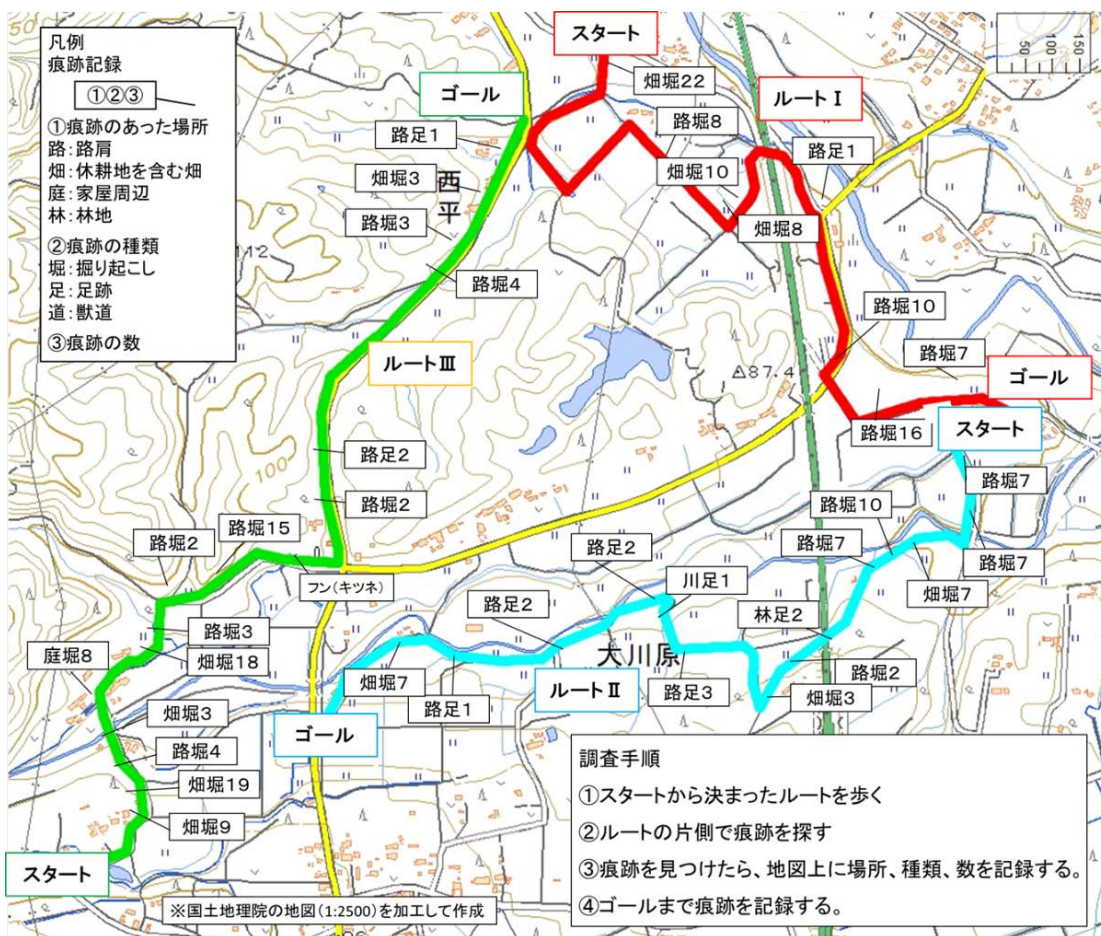 凡例
痕跡記録
①②③
①痕跡のあった場所
路:路肩
畑:休耕地を含む畑
庭:家屋周辺
林:林地
②痕跡の種類
堀:掘り起こし
足:足跡
道:獣道
③痕跡の数
スタート
畑堀22
ゴール
ルートⅠ
路堀8
路足1
路足1
畑堀3
西平
畑堀10
畑堀8
路堀3
路堀4
路堀10
路堀7
ゴール
ルートⅢ
87.4
路堀16
スタート
100
路足2
路堀2
路堀7
路堀10
路堀15
路堀2
路足2
路堀7
路堀7
フン(キツネ)
川足1
畑堀7
路足2
林足2
路堀3
庭堀8
畑堀18
大川原
路堀2
畑堀7
ルートⅡ
路足3
畑堀3
畑堀3
路足1
ゴール
路堀4
畑堀19
畑堀9
スタート
調査手順
①スタートから決まったルートを歩く
②ルートの片側で痕跡を探す
③痕跡を見つけたら、地図上に場所、種類、数を記録する。
④ゴールまで痕跡を記録する。
※国土地理院の地図(1:2500)を加工して作成
50
100
150